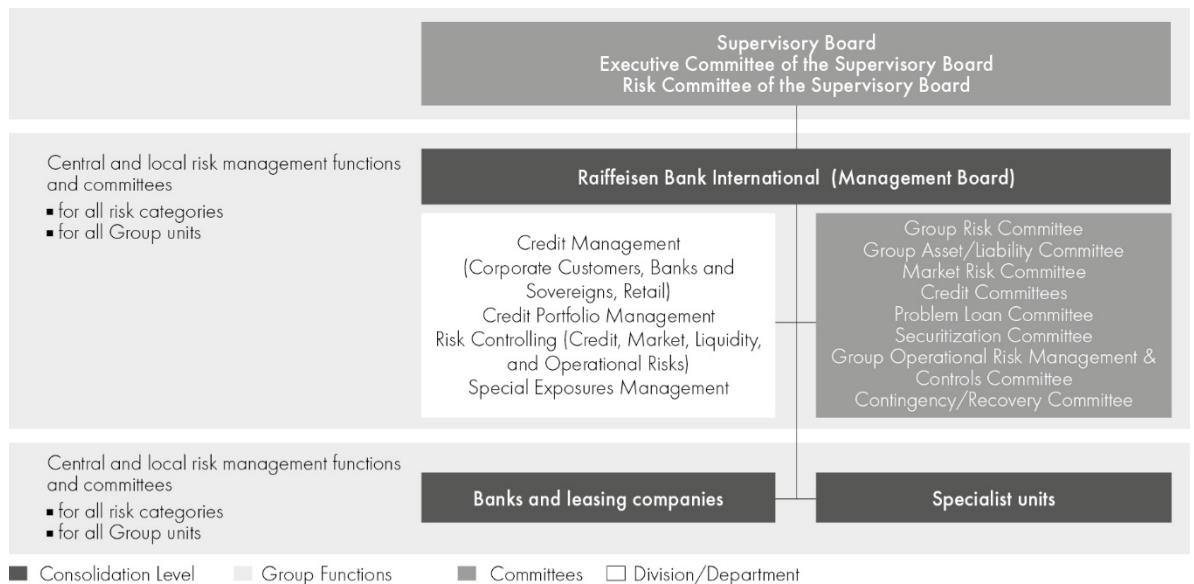 Supervisory Board
Executive Committee of the Supervisory Board
Risk Committee of the Supervisory Board
Central and local risk management functions
and committees
▪ for all risk categories
▪ for all Group units
Raiffeisen Bank International (Management Board)
Credit Management
(Corporate Customers, Banks and
Sovereigns, Retail)
Credit Portfolio Management
Risk Controlling (Credit, Market, Liquidity,
and Operational Risks)
Special Exposures Management
Group Risk Committee
Group Asset/Liability Committee
Market Risk Committee
Credit Committees
Problem Loan Committee
Securitization Committee
Group Operational Risk Management &
Controls Committee
Contingency/Recovery Committee
Central and local risk management functions
and committees
▪ for all risk categories
▪ for all Group units
Banks and leasing companies
Specialist units
Consolidation Level
Group Functions
Committees
Division/Department